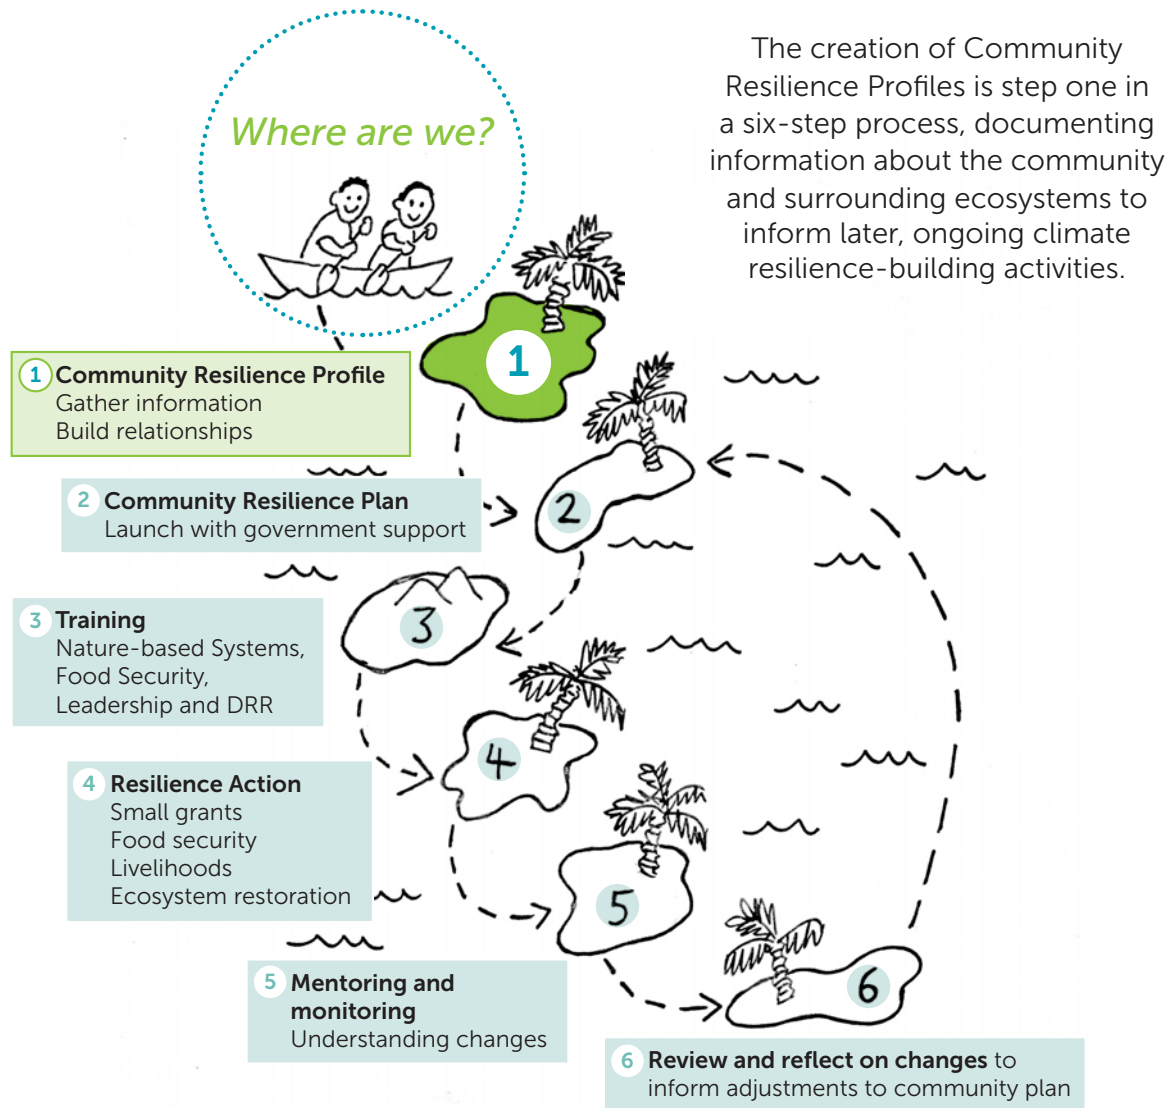 The creation of Community
Resilience Profiles is step one in
a six-step process, documenting
information about the community
and surrounding ecosystems to
inform later, ongoing climate
resilience-building activities.
Where are we?
1
1 Community Resilience Profile
Gather information
Build relationships
2 Community Resilience Plan
Launch with government support
2
3 Training
Nature-based Systems,
Food Security,
Leadership and DRR
3
4 Resilience Action
Small grants
Food security
Livelihoods
Ecosystem restoration
4
5 Mentoring and
monitoring
Understanding changes
5
6
6 Review and reflect on changes to
inform adjustments to community plan